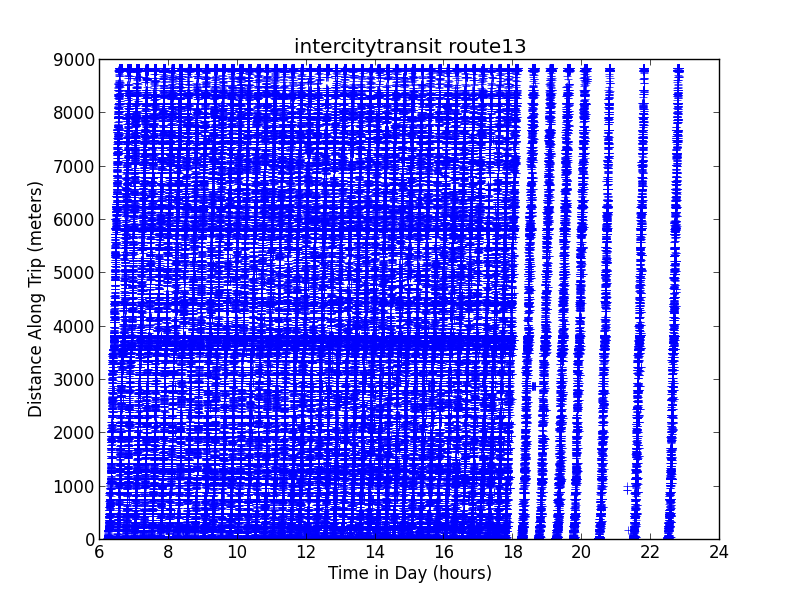 intercitytransit route13
9000
8000
7000
6000
5000
4000
3000
2000
1000
0
Distance Along Trip (meters)
6 8 10 12 14 16 18 20 22 24
Time in Day (hours)